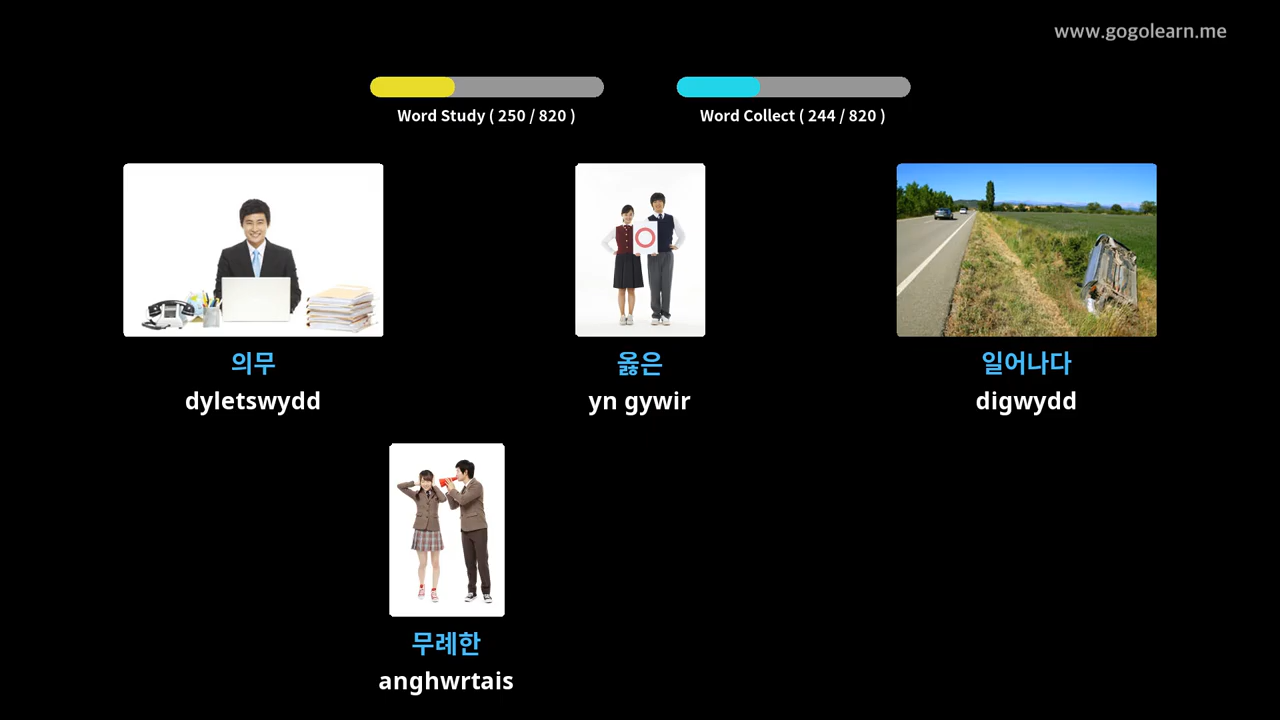 www.gogolearn.me
Word Study ( 250 / 820 )
Word Collect ( 244 / 820 )
의무
dyletswydd
옳은
yn gywir
일어나다
digwydd
무례한
anghwrtais